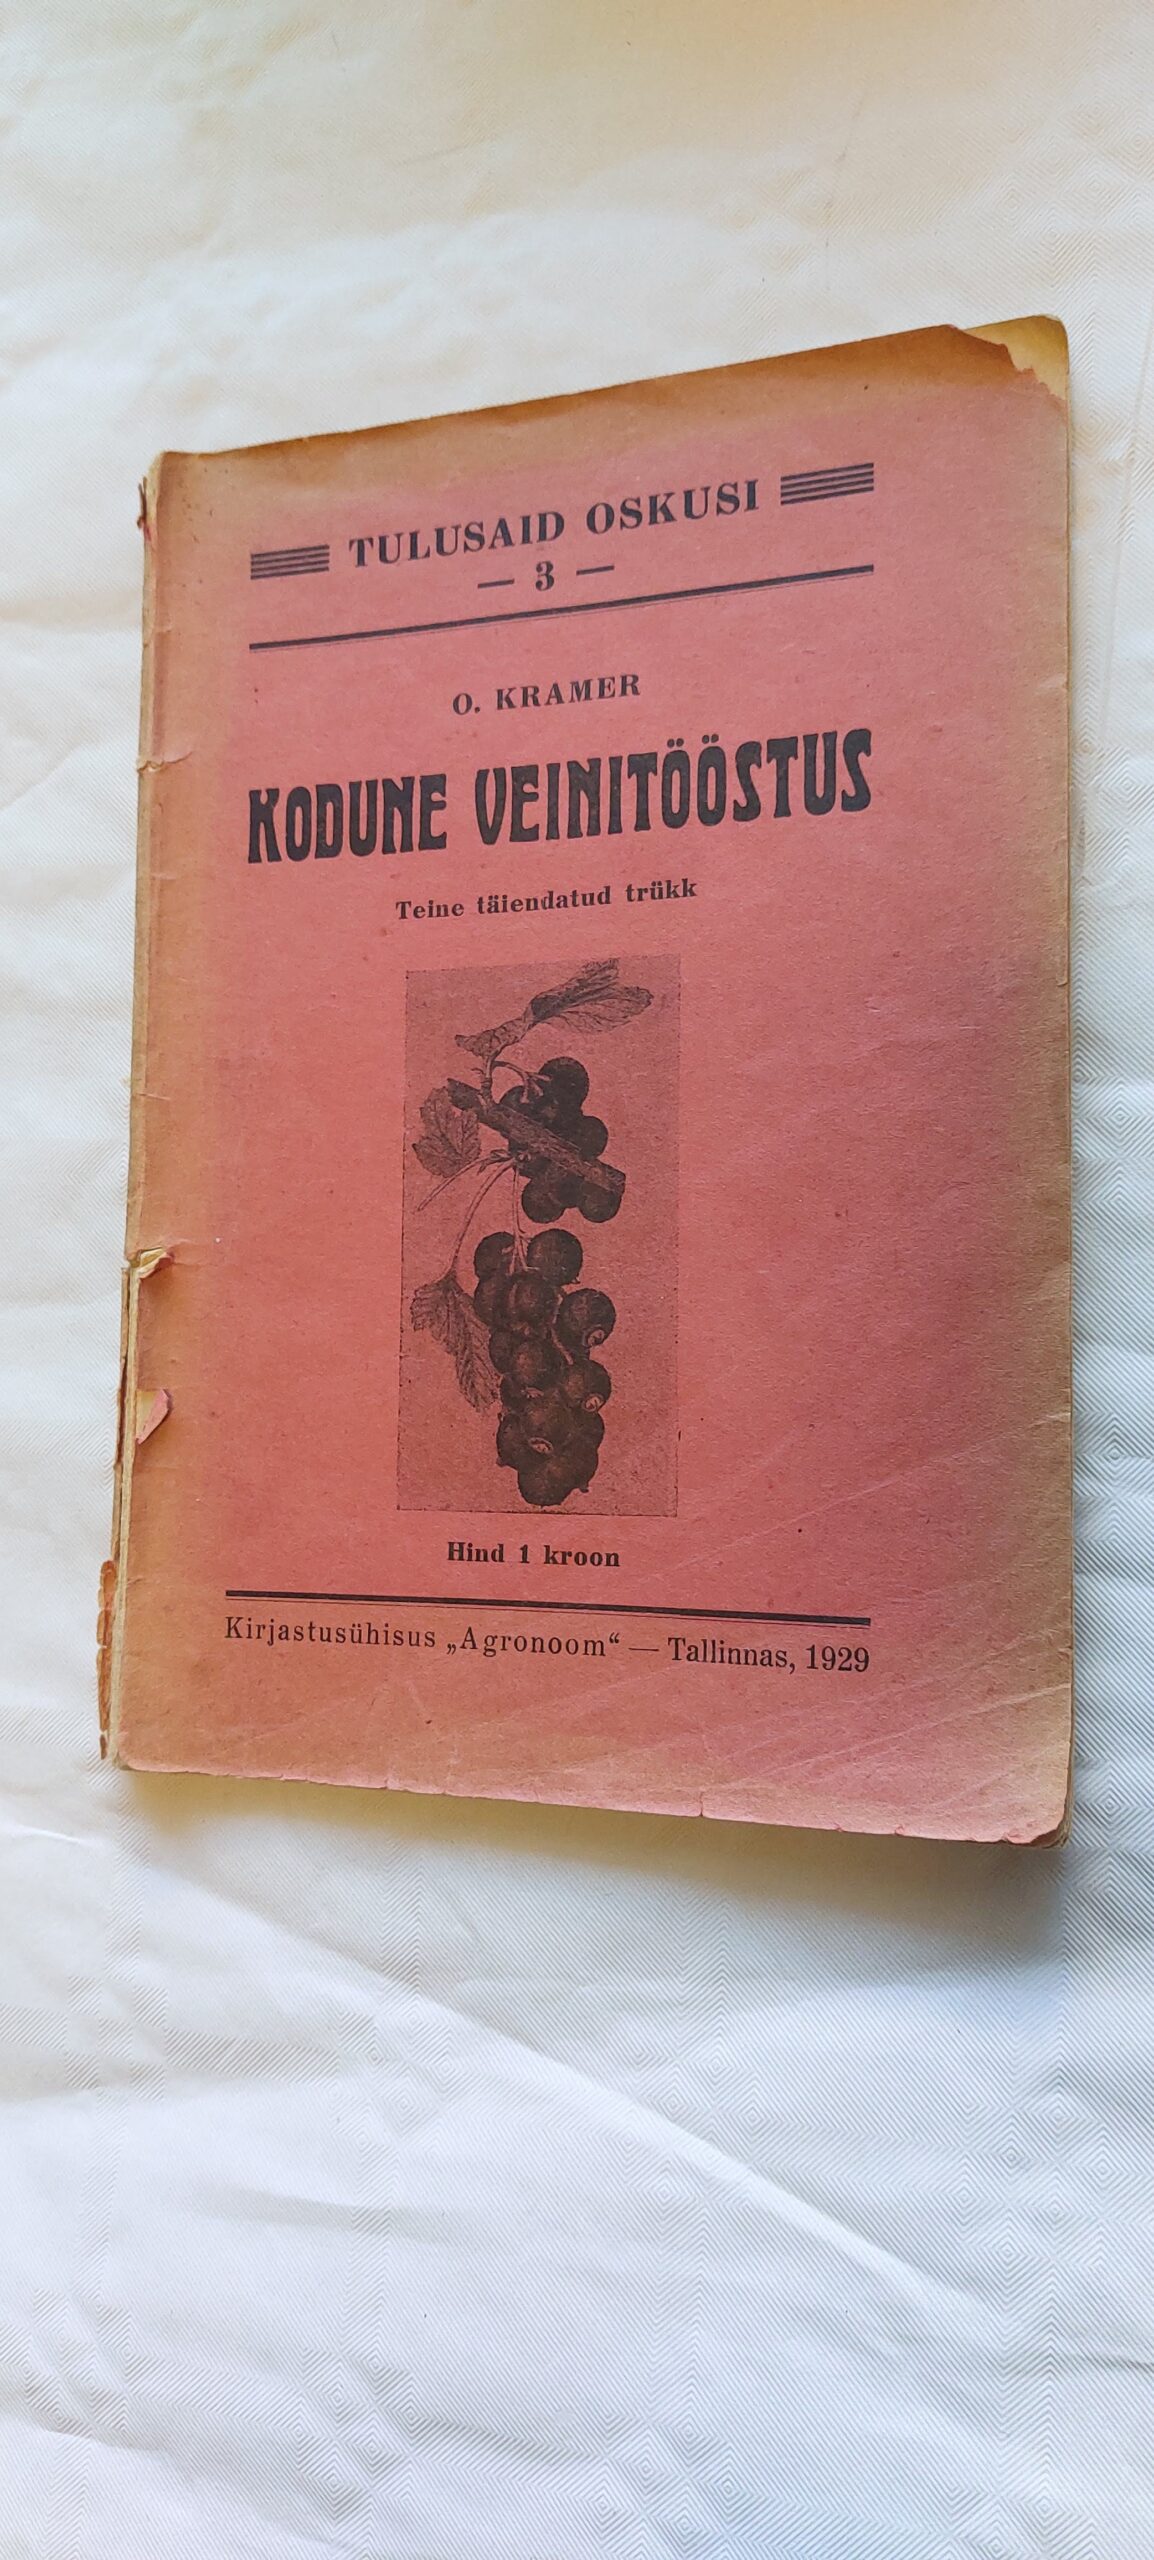 TULUSAID OSKUSI
— 3 —
O. KRAMER
KODUNE VEINITÖÖSTUS
Teine täiendatud trükk
Hind 1 kroon
Kirjastusühisus „Agronoom“ — Tallinnas, 1929